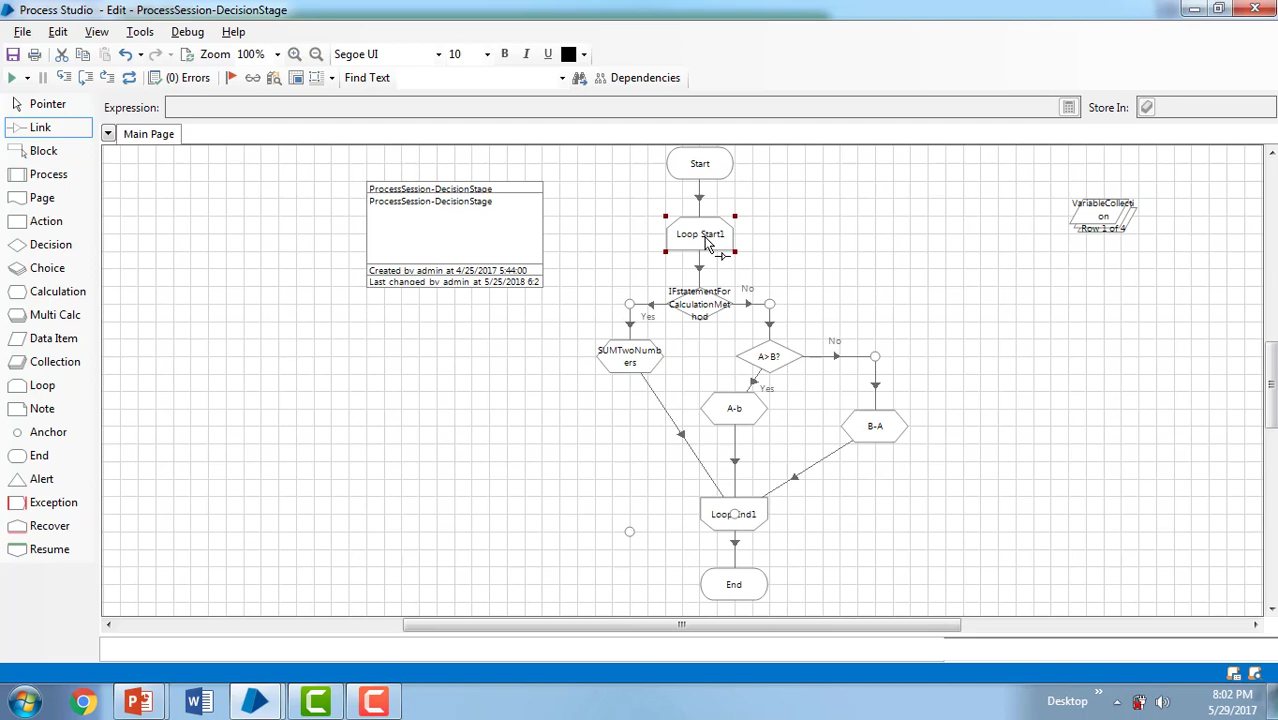 Process Studio - Edit - ProcessSession-DecisionStage
File Edit View Tools Debug Help
Zoom 100% Segoe UI 10 B I U
(0) Errors Find Text Dependencies
Pointer
Link
Block
Process
Page
Action
Decision
Choice
Calculation
Multi Calc
Data Item
Collection
Loop
Note
Anchor
End
Alert
Exception
Recover
Resume
Expression: Store In:
Main Page
ProcessSession-DecisionStage
ProcessSession-DecisionStage
Created by admin at 4/25/2017 5:44:00
Last changed by admin at 5/25/2018 6:2
Start
Loop Start1
IFstatementFor
CalculationMet
hod
Yes
No
SUMTwoNumb
ers
A>B?
No
Yes
A-b
B-A
End
VariableCollecti
on
Row 1 of 4
Desktop
8:02 PM
5/29/2017